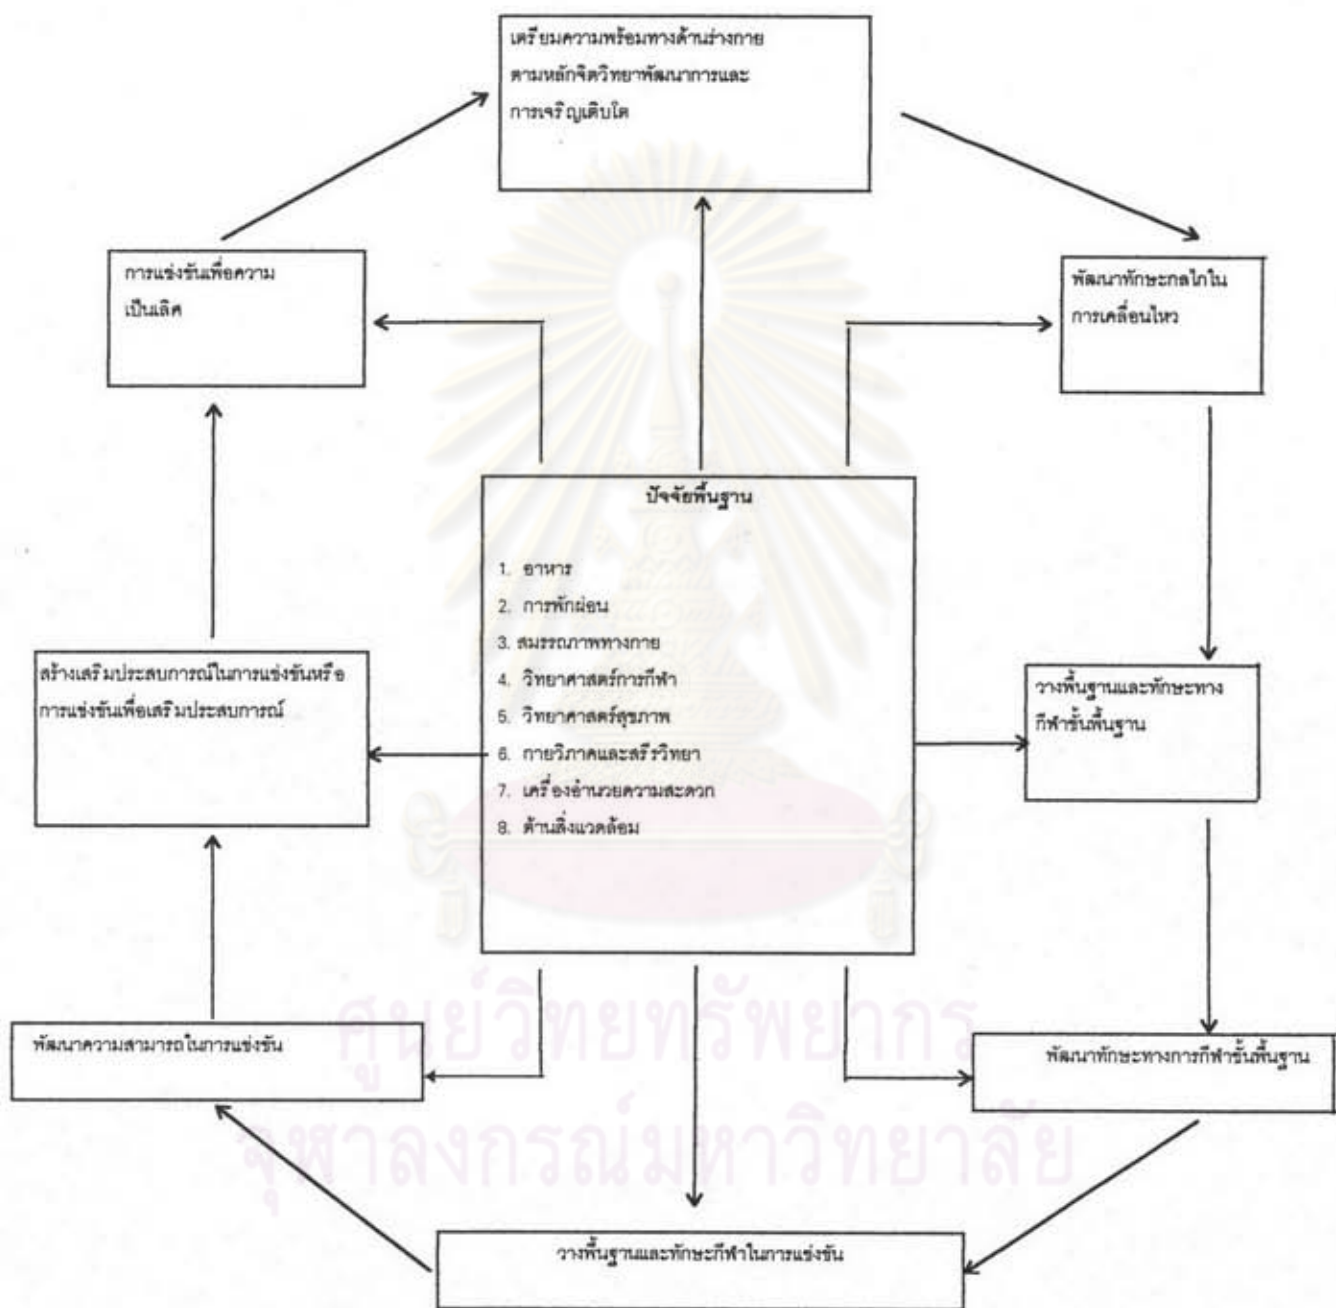 เตรียมความพร้อมทางด้านร่างกาย
ตามหลักจิตวิทยาพัฒนาการและ
การเจริญเติบโต
การแข่งขันเพื่อความ
เป็นเลิศ
พัฒนาทักษะกลไกใน
การเคลื่อนไหว
ปัจจัยพื้นฐาน
1. อาหาร
2. การพักผ่อน
3. สมรรถภาพทางกาย
4. วิทยาศาสตร์การกีฬา
5. วิทยาศาสตร์สุขภาพ
6. กายวิภาคและสรีรวิทยา
7. เครื่องอำนวยความสะดวก
8. ด้านสิ่งแวดล้อม
สร้างเสริมประสบการณ์ในการแข่งขันหรือ
การแข่งขันเพื่อเสริมประสบการณ์
วางพื้นฐานและทักษะทาง
กีฬาขั้นพื้นฐาน
พัฒนาความสามารถในการแข่งขัน
พัฒนาทักษะทางการกีฬาขั้นพื้นฐาน
วางพื้นฐานและทักษะกีฬาในการแข่งขัน
ศูนย์วิทยทรัพยากร
จุฬาลงกรณ์มหาวิทยาลัย